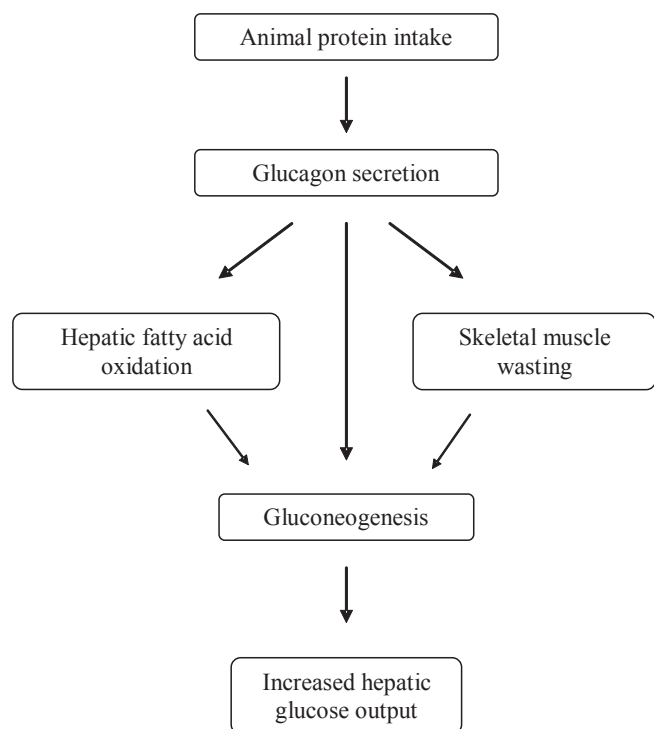 Animal protein intake
Glucagon secretion
Hepatic fatty acid
oxidation
Skeletal muscle
wasting
Gluconeogenesis
Increased hepatic
glucose output